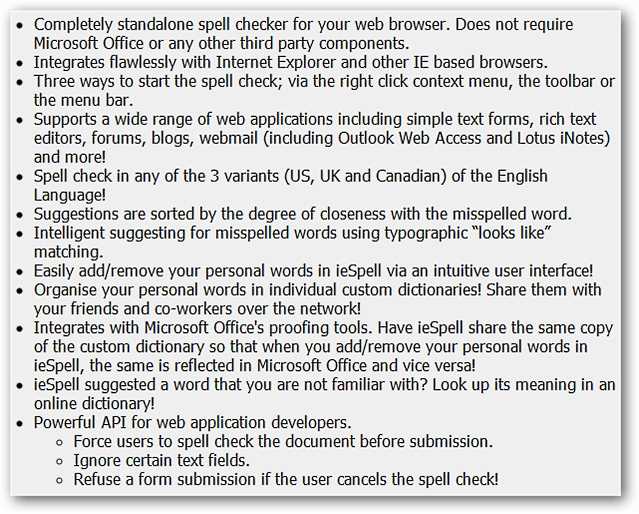 • Completely standalone spell checker for your web browser. Does not require
Microsoft Office or any other third party components.
• Integrates flawlessly with Internet Explorer and other IE based browsers.
• Three ways to start the spell check; via the right click context menu, the toolbar or
the menu bar.
• Supports a wide range of web applications including simple text forms, rich text
editors, forums, blogs, webmail (including Outlook Web Access and Lotus iNotes)
and more!
• Spell check in any of the 3 variants (US, UK and Canadian) of the English
Language!
• Suggestions are sorted by the degree of closeness with the misspelled word.
• Intelligent suggesting for misspelled words using typographic “looks like”
matching.
• Easily add/remove your personal words in ieSpell via an intuitive user interface!
• Organise your personal words in individual custom dictionaries! Share them with
your friends and co-workers over the network!
• Integrates with Microsoft Office's proofing tools. Have ieSpell share the same copy
of the custom dictionary so that when you add/remove your personal words in
ieSpell, the same is reflected in Microsoft Office and vice versa!
• ieSpell suggested a word that you are not familiar with? Look up its meaning in an
online dictionary!
• Powerful API for web application developers.
◦ Force users to spell check the document before submission.
◦ Ignore certain text fields.
◦ Refuse a form submission if the user cancels the spell check!